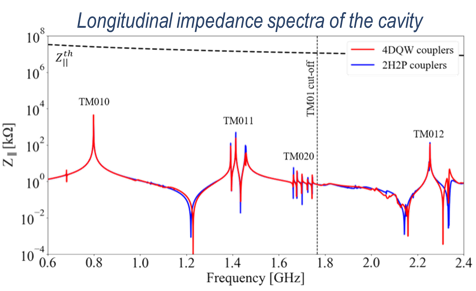 Longitudinal impedance spectra of the cavity
10^8
10^6
10^4
10^2
10^0
10^−2
10^−4
Z_∥ [kΩ]
Z_∥^th
TM010
TM011
TM020
TM01 cut-off
TM012
4DQW couplers
2H2P couplers
0.6 0.8 1.0 1.2 1.4 1.6 1.8 2.0 2.2 2.4
Frequency [GHz]